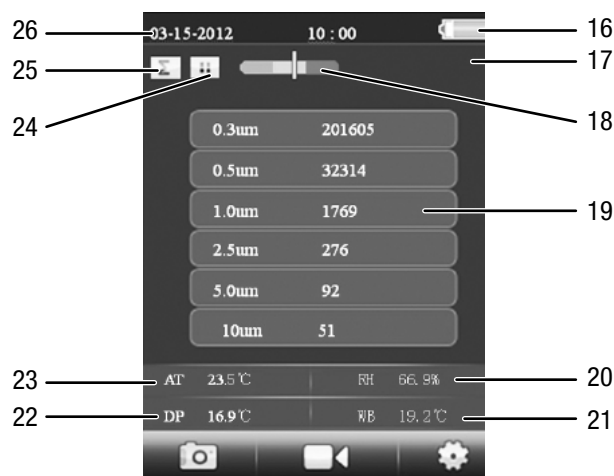 26 03-15-2012 10:00 16
25 Σ 17
24 18
0.3um 201605
0.5um 32314
1.0um 1769 19
2.5um 276
5.0um 92
10um 51
23 AT 23.5℃ RH 66.9% 20
22 DP 16.9℃ WB 19.2℃ 21